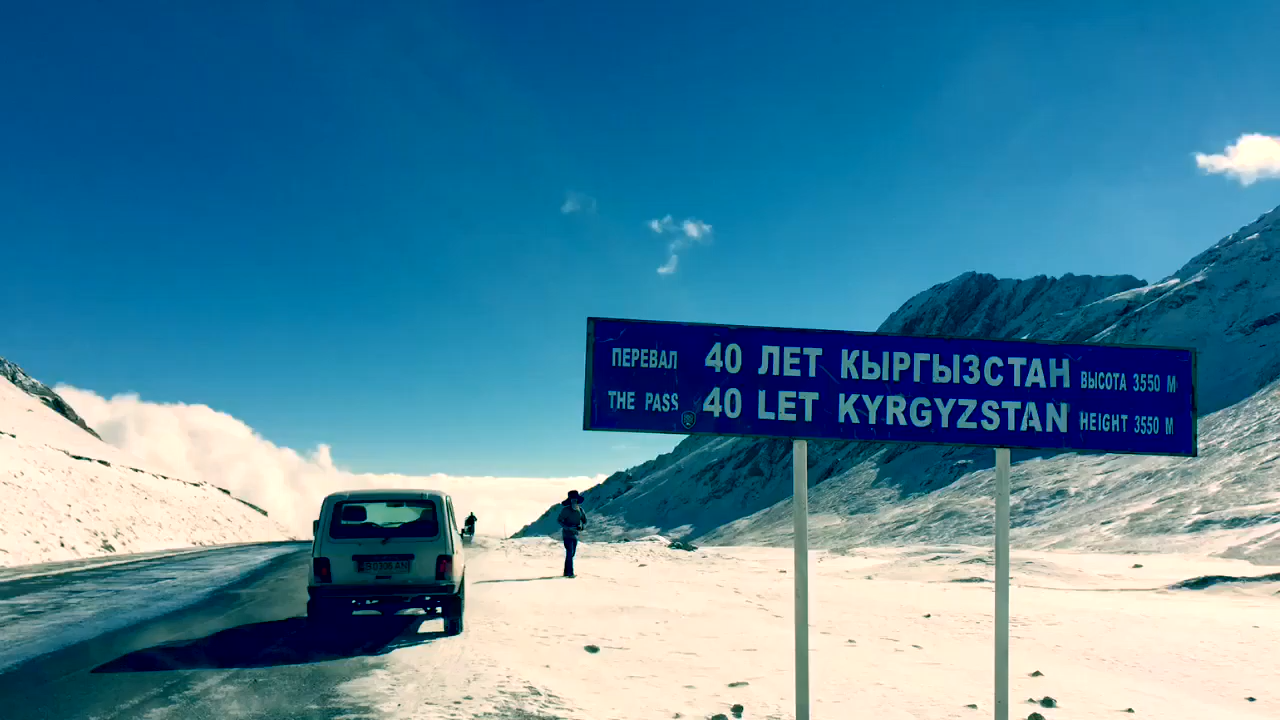 ПЕРЕВАЛ 40 ЛЕТ КЫРГЫЗСТАН ВЫСОТА 3550 М
THE PASS 40 LET KYRGYZSTAN HEIGHT 3550 M